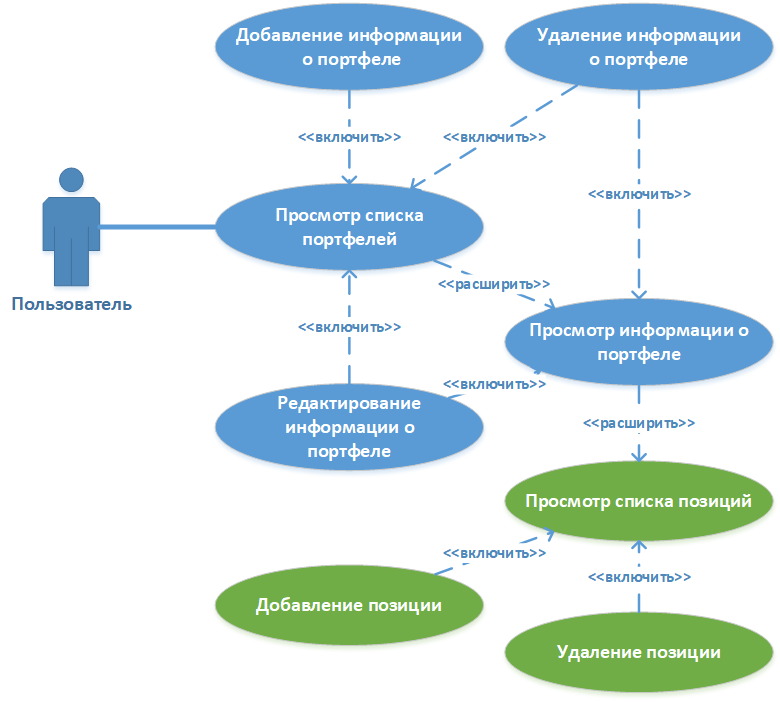 Добавление информации
о портфеле
Удаление информации
о портфеле
<<включить>>
<<включить>>
<<включить>>
Просмотр списка
портфелей
Пользователь
<<расширить>>
<<включить>>
Просмотр информации о
портфеле
<<включить>>
Редактирование
информации о
портфеле
<<расширить>>
Просмотр списка позиций
<<включить>>
<<включить>>
Добавление позиции
Удаление позиции